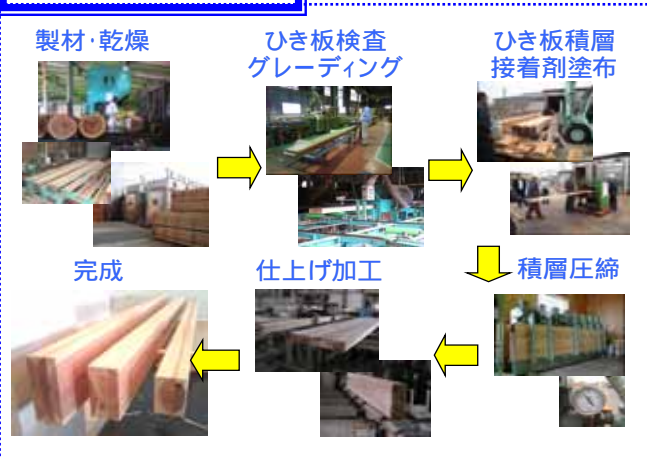 製材・乾燥
ひき板検査
グレーディング
ひき板積層
接着剤塗布
積層圧締
仕上げ加工
完成